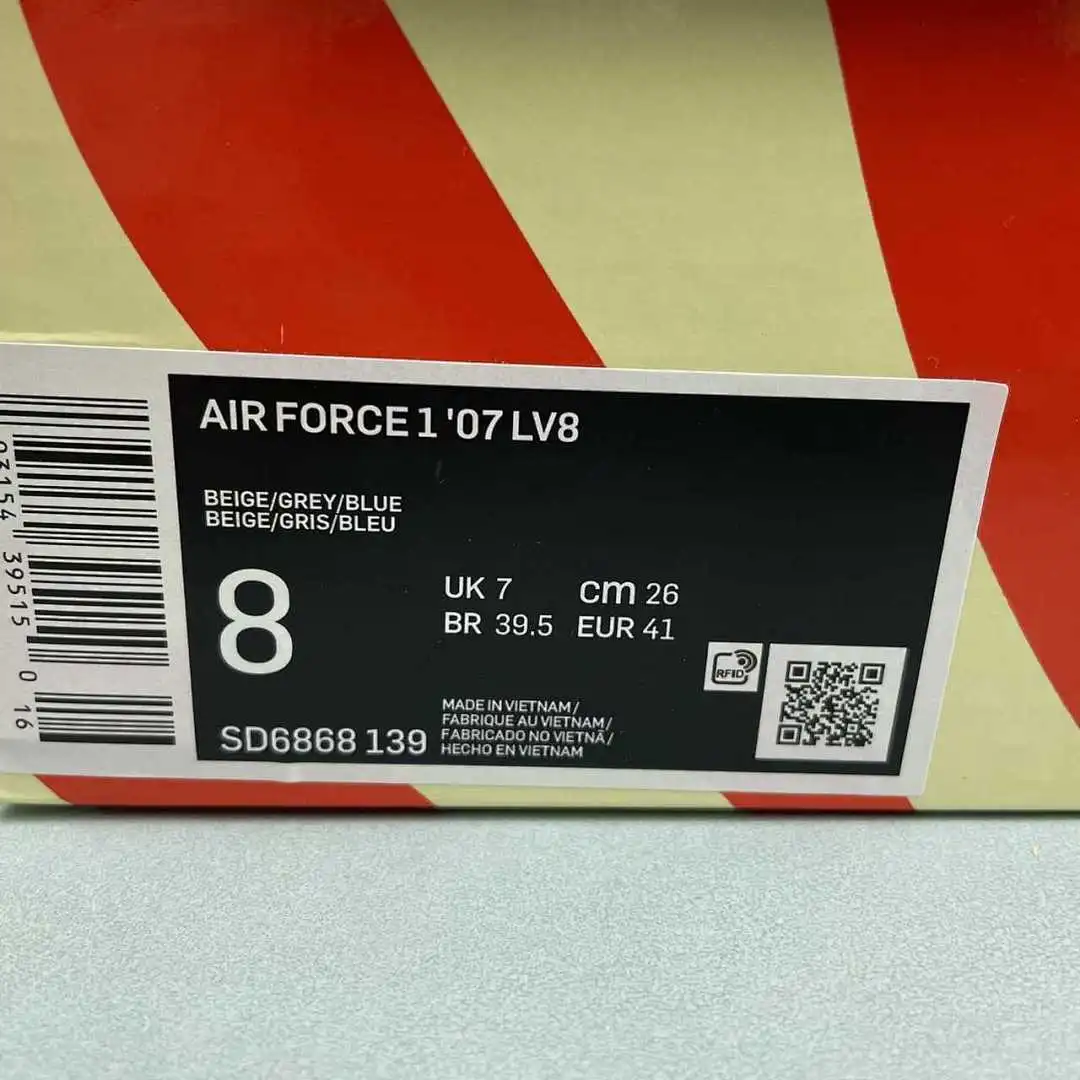 AIR FORCE 1 '07 LV8
BEIGE/GREY/BLUE
BEIGE/GRIS/BLEU
8
UK 7 cm 26
BR 39.5 EUR 41
RFID
SD6868 139
MADE IN VIETNAM/
FABRIQUE AU VIETNAM/
FABRICADO NO VIETNÃ/
HECHO EN VIETNAM
39515 0 16